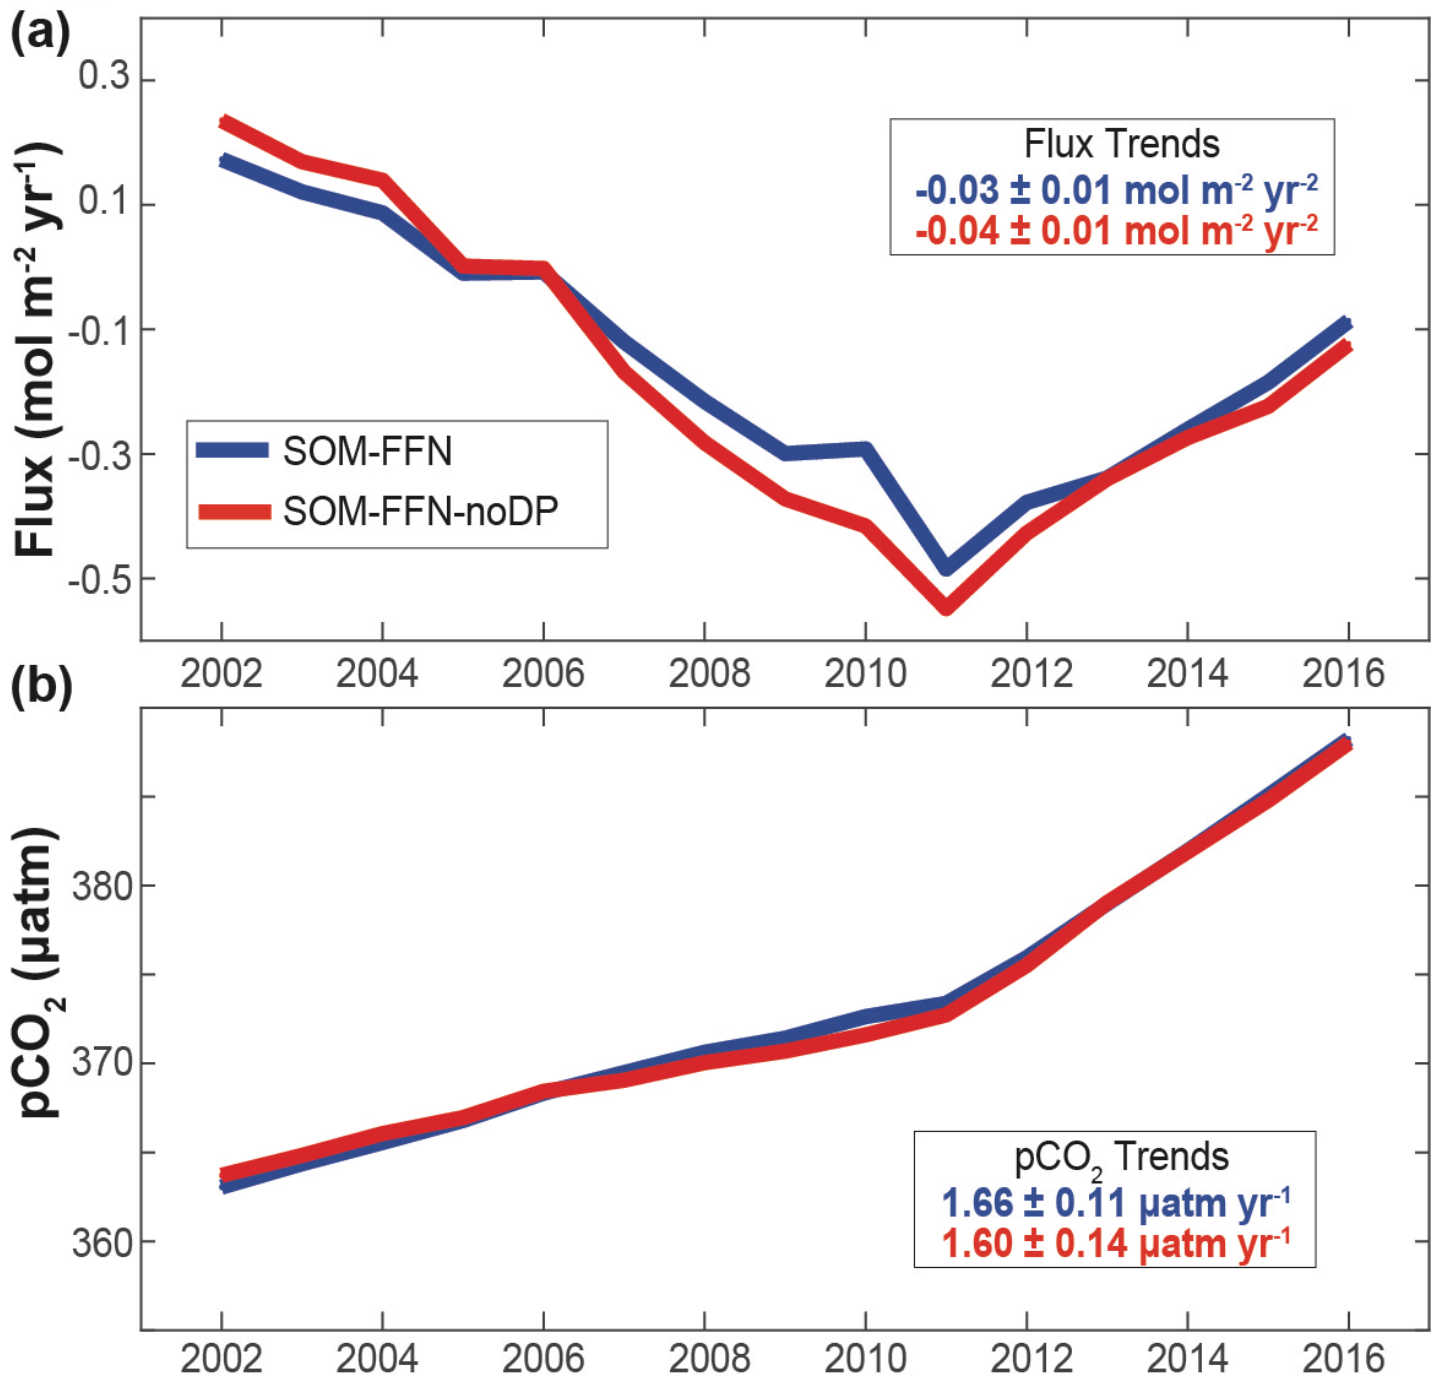 (a)
Flux (mol m⁻² yr⁻¹)
0.3
0.1
-0.1
-0.3
-0.5
Flux Trends
-0.03 ± 0.01 mol m⁻² yr⁻²
-0.04 ± 0.01 mol m⁻² yr⁻²
SOM-FFN
SOM-FFN-noDP
2002 2004 2006 2008 2010 2012 2014 2016
(b)
pCO₂ (µatm)
380
370
360
pCO₂ Trends
1.66 ± 0.11 µatm yr⁻¹
1.60 ± 0.14 µatm yr⁻¹
2002 2004 2006 2008 2010 2012 2014 2016